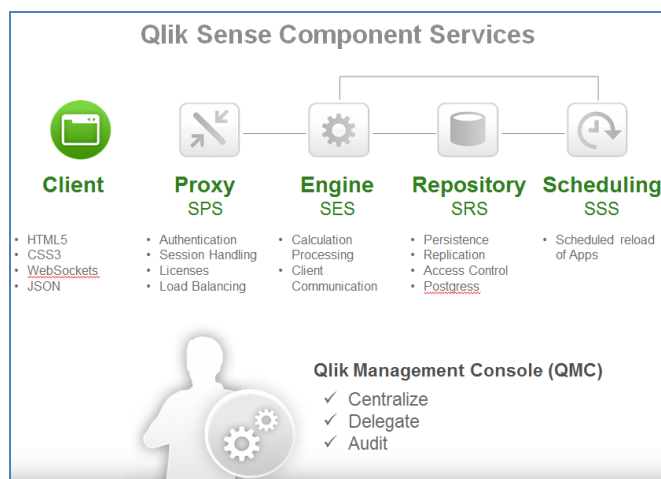 Qlik Sense Component Services
Client
Proxy
SPS
Engine
SES
Repository
SRS
Scheduling
SSS
• HTML5
• CSS3
• WebSockets
• JSON
• Authentication
• Session Handling
• Licenses
• Load Balancing
• Calculation
Processing
• Client
Communication
• Persistence
• Replication
• Access Control
• Postgress
• Scheduled reload
of Apps
Qlik Management Console (QMC)
✓ Centralize
✓ Delegate
✓ Audit